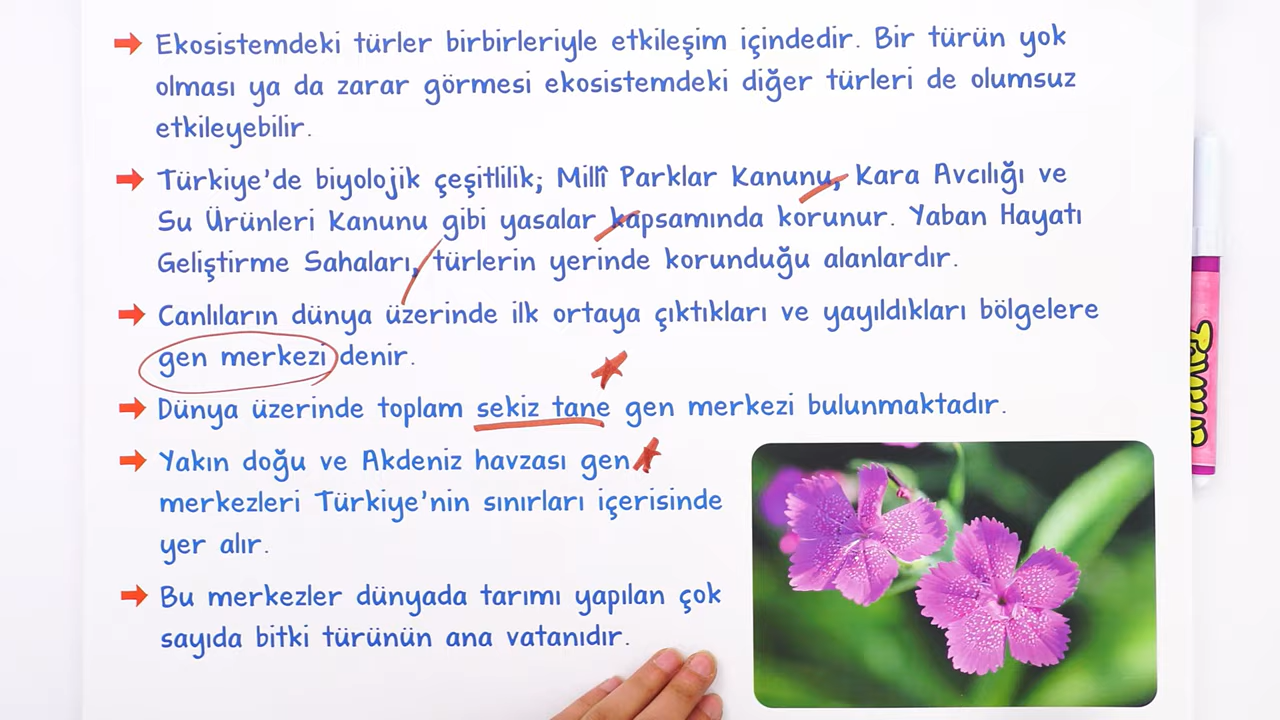 Ekosistemdeki türler birbirleriyle etkileşim içindedir. Bir türün yok
olması ya da zarar görmesi ekosistemdeki diğer türleri de olumsuz
etkileyebilir.
Türkiye'de biyolojik çeşitlilik; Millî Parklar Kanunu, Kara Avcılığı ve
Su Ürünleri Kanunu gibi yasalar kapsamında korunur. Yaban Hayatı
Geliştirme Sahaları, türlerin yerinde korunduğu alanlardır.
Canlıların dünya üzerinde ilk ortaya çıktıkları ve yayıldıkları bölgelere
gen merkezi denir.
Dünya üzerinde toplam sekiz tane gen merkezi bulunmaktadır.
Yakın doğu ve Akdeniz havzası gen
merkezleri Türkiye'nin sınırları içerisinde
yer alır.
Bu merkezler dünyada tarımı yapılan çok
sayıda bitki türünün ana vatanıdır.